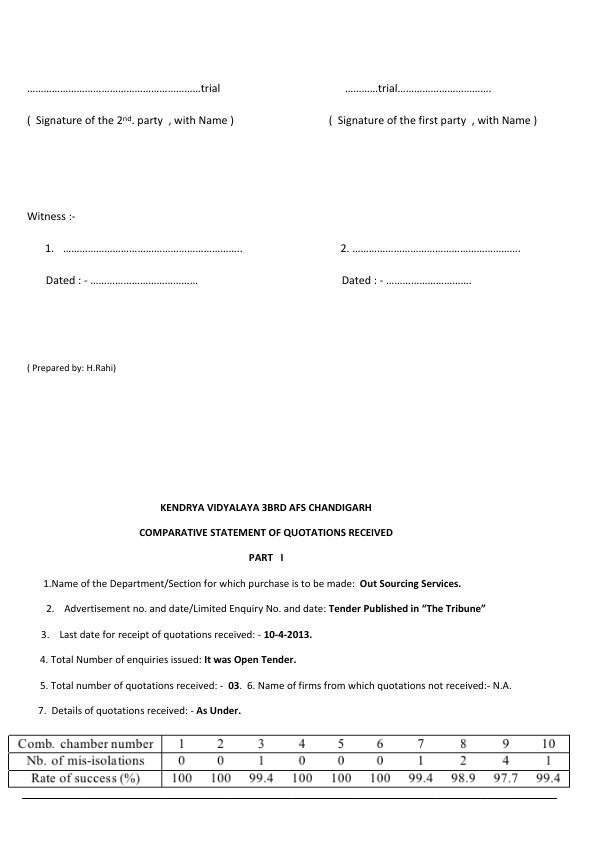 ……………………………………………………….trial …………trial…………………………….
( Signature of the 2nd. party , with Name ) ( Signature of the first party , with Name )
Witness :-
1. ……………………………………………………….. 2. …………………………………………………….
Dated : - ………………………………… Dated : - ………………………….
( Prepared by: H.Rahi)
KENDRYA VIDYALAYA 3BRD AFS CHANDIGARH
COMPARATIVE STATEMENT OF QUOTATIONS RECEIVED
PART I
1.Name of the Department/Section for which purchase is to be made: Out Sourcing Services.
2. Advertisement no. and date/Limited Enquiry No. and date: Tender Published in “The Tribune”
3. Last date for receipt of quotations received: - 10-4-2013.
4. Total Number of enquiries issued: It was Open Tender.
5. Total number of quotations received: - 03. 6. Name of firms from which quotations not received:- N.A.
7. Details of quotations received: - As Under.
Comb. chamber number 1 2 3 4 5 6 7 8 9 10
Nb. of mis-isolations 0 0 1 0 0 0 1 2 4 1
Rate of success (%) 100 100 99.4 100 100 100 99.4 98.9 97.7 99.4